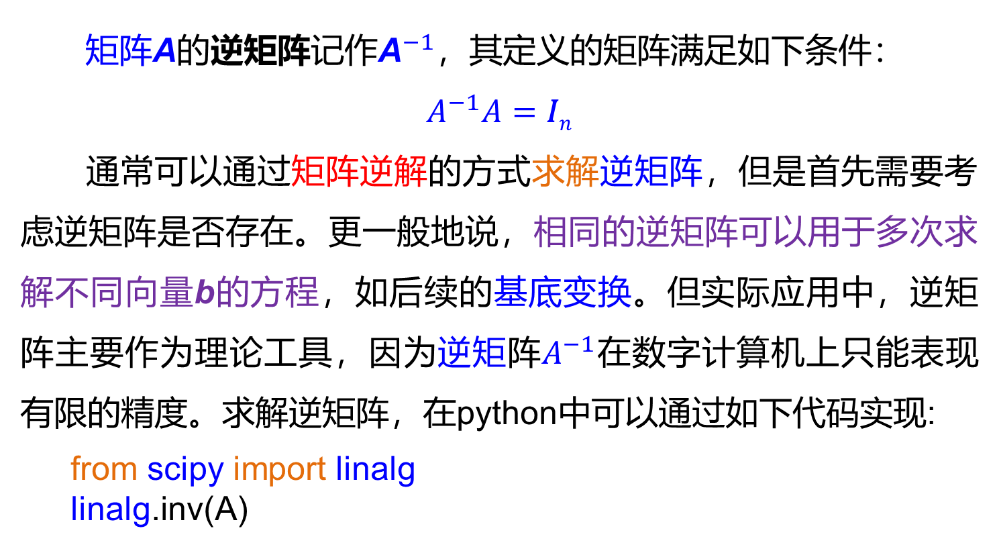 矩阵A的逆矩阵记作A⁻¹，其定义的矩阵满足如下条件：
A⁻¹A = Iₙ
通常可以通过矩阵逆解的方式求解逆矩阵，但是首先需要考
虑逆矩阵是否存在。更一般地说，相同的逆矩阵可以用于多次求
解不同向量b的方程，如后续的基底变换。但实际应用中，逆矩
阵主要作为理论工具，因为逆矩阵A⁻¹在数字计算机上只能表现
有限的精度。求解逆矩阵，在python中可以通过如下代码实现:
from scipy import linalg
linalg.inv(A)